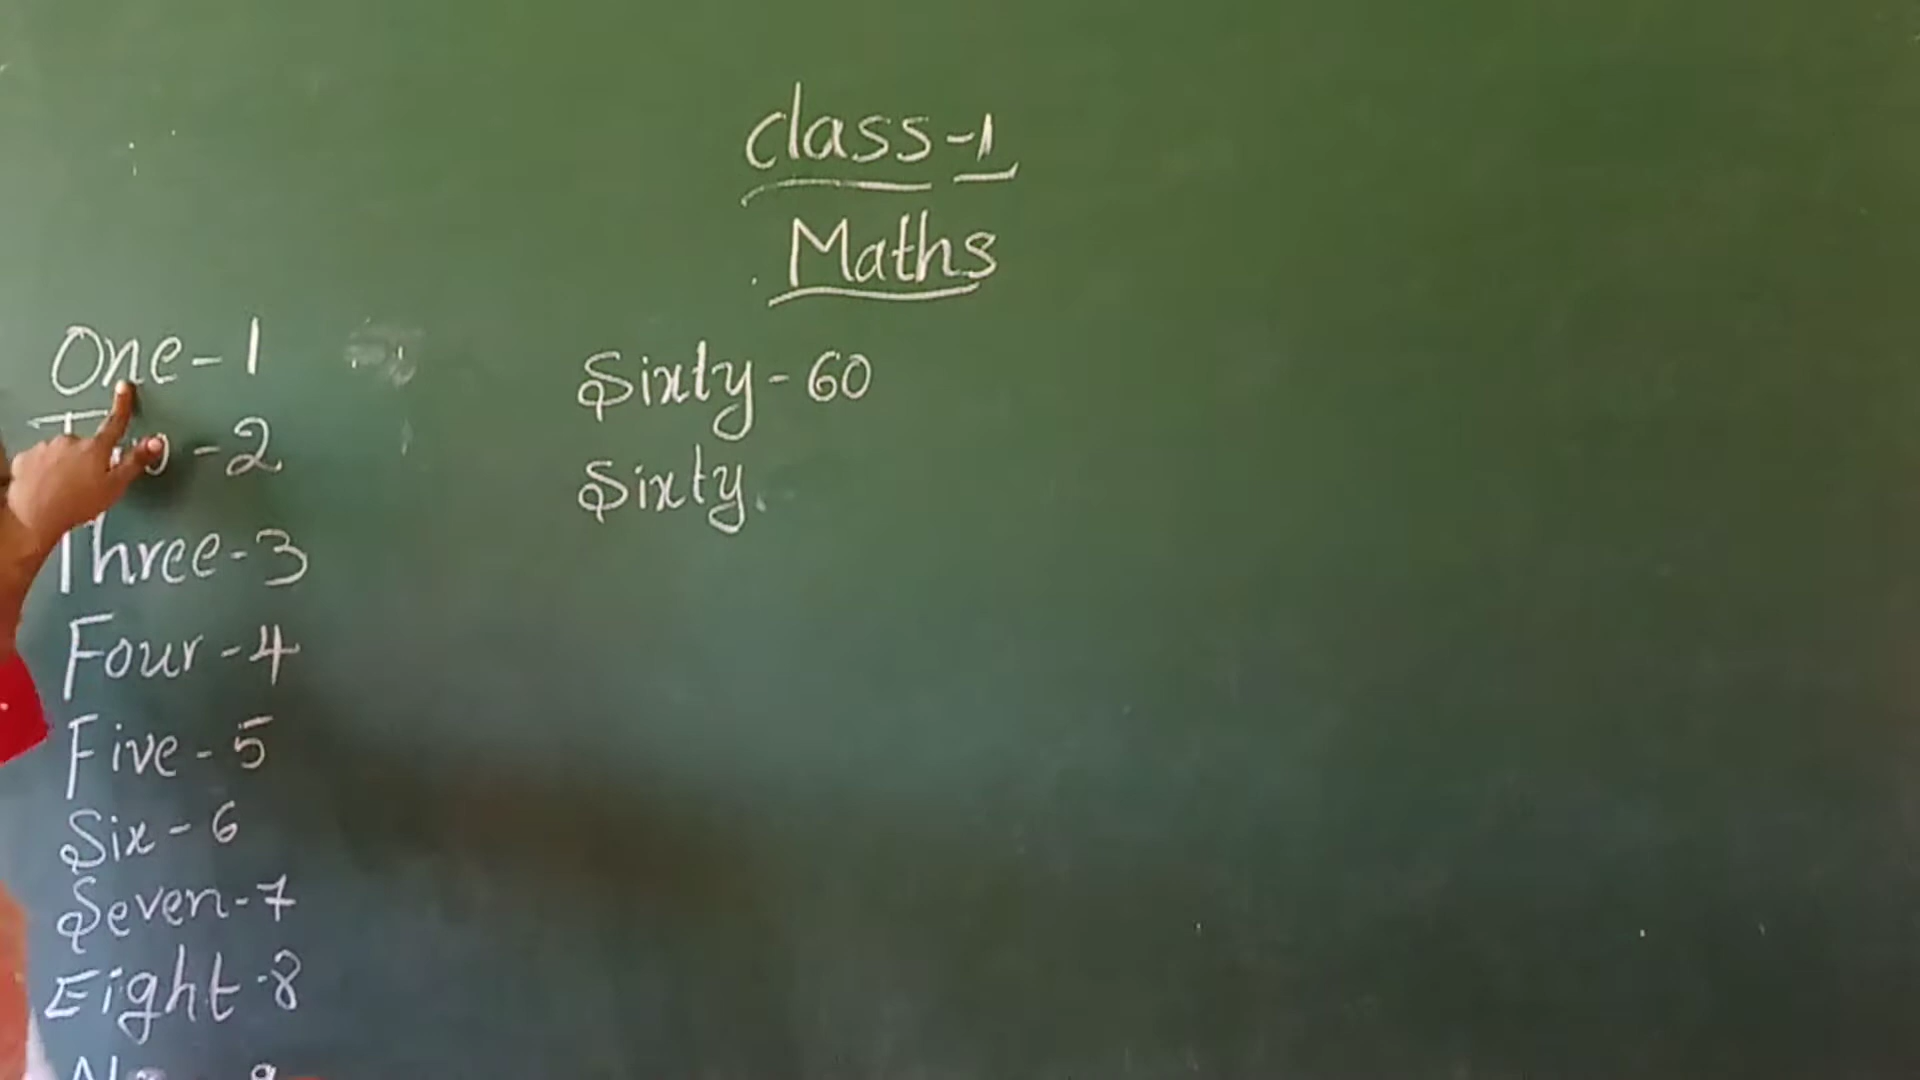 Class-1
Maths
One-1
Two-2
Three-3
Four-4
Five-5
Six-6
Seven-7
Eight-8
Sixty-60
Sixty